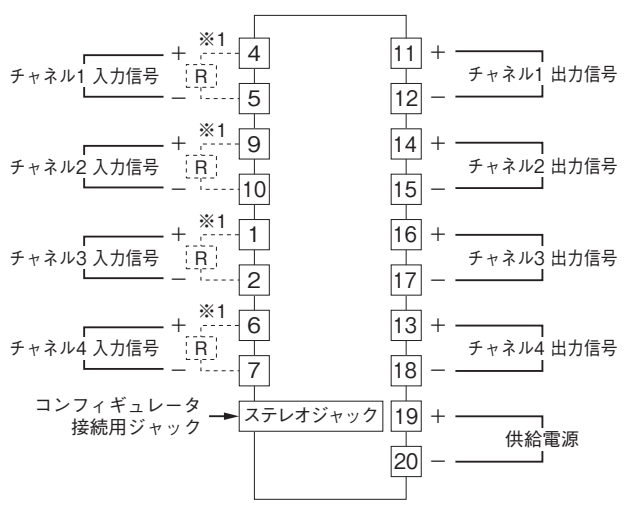 ※1
+ 4 11 +
チャネル1 入力信号 R チャネル1 出力信号
− 5 12 −
※1
+ 9 14 +
チャネル2 入力信号 R チャネル2 出力信号
− 10 15 −
※1
+ 1 16 +
チャネル3 入力信号 R チャネル3 出力信号
− 2 17 −
※1
+ 6 13 +
チャネル4 入力信号 R チャネル4 出力信号
− 7 18 −
コンフィギュレータ
接続用ジャック
ステレオジャック 19 +
供給電源
20 −